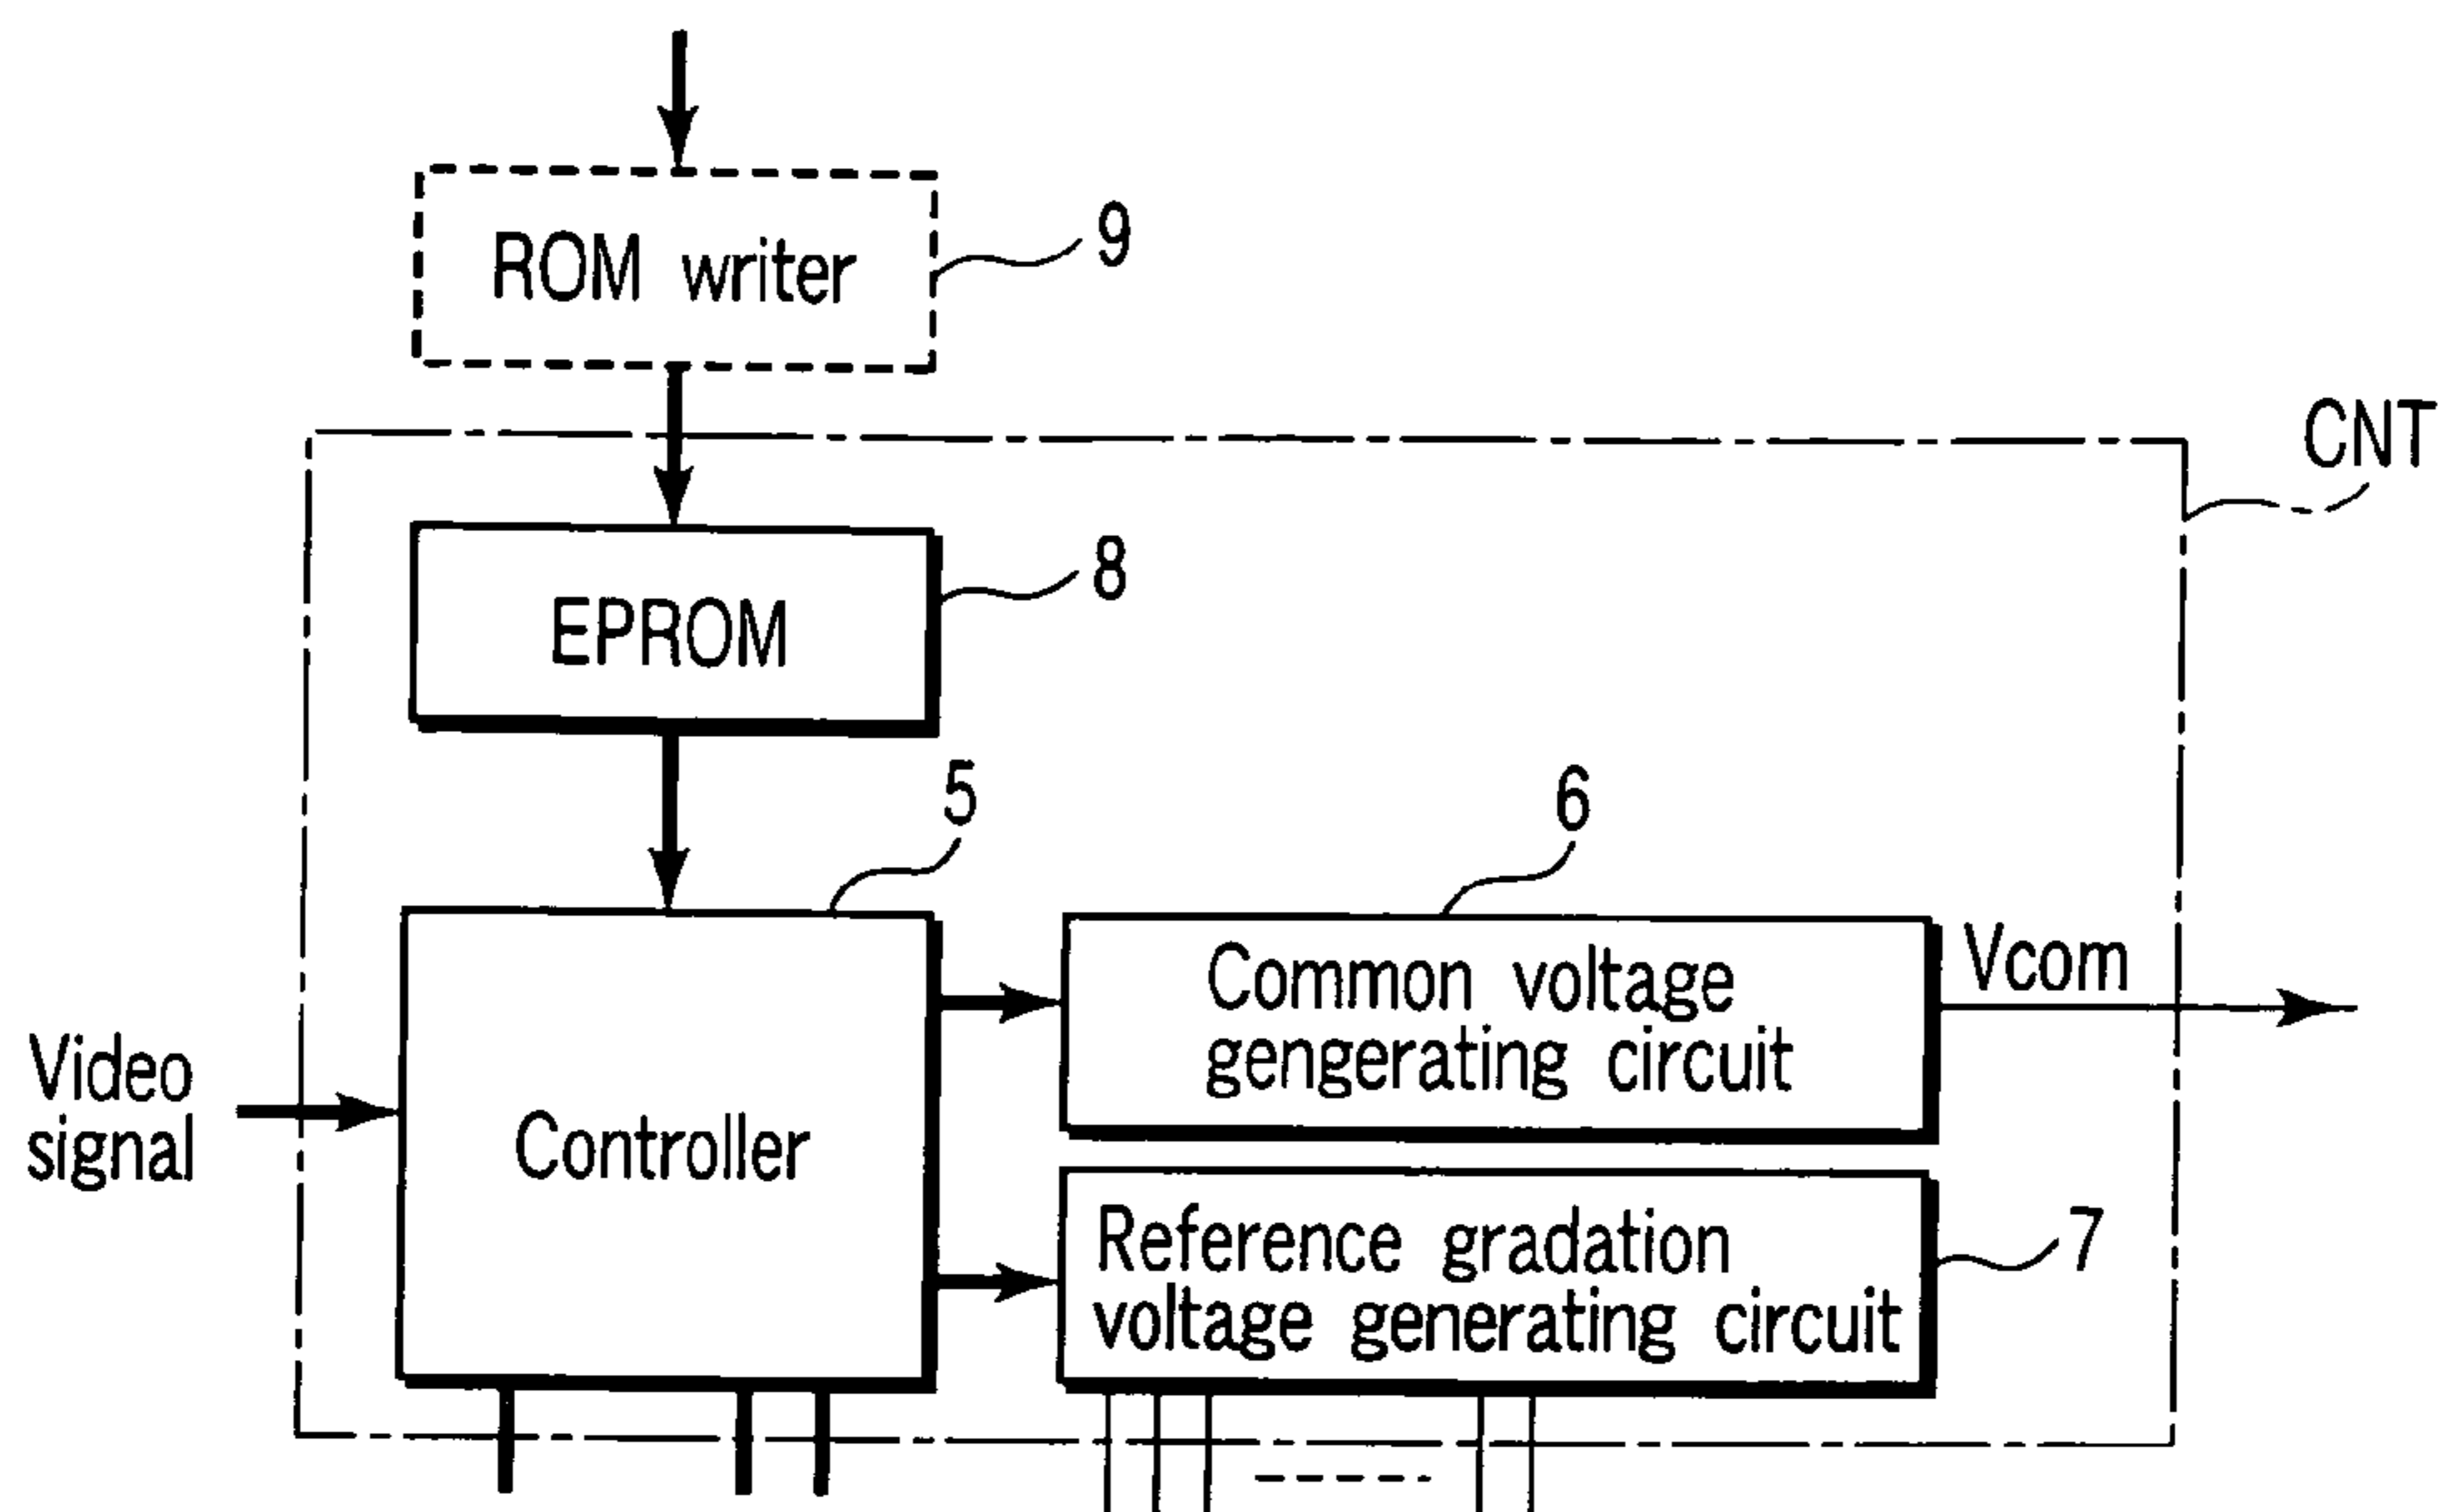 ROM writer
9
CNT
EPROM
8
5
6
Common voltage
gengerating circuit
Vcom
Video
signal
Controller
Reference gradation
voltage generating circuit
7